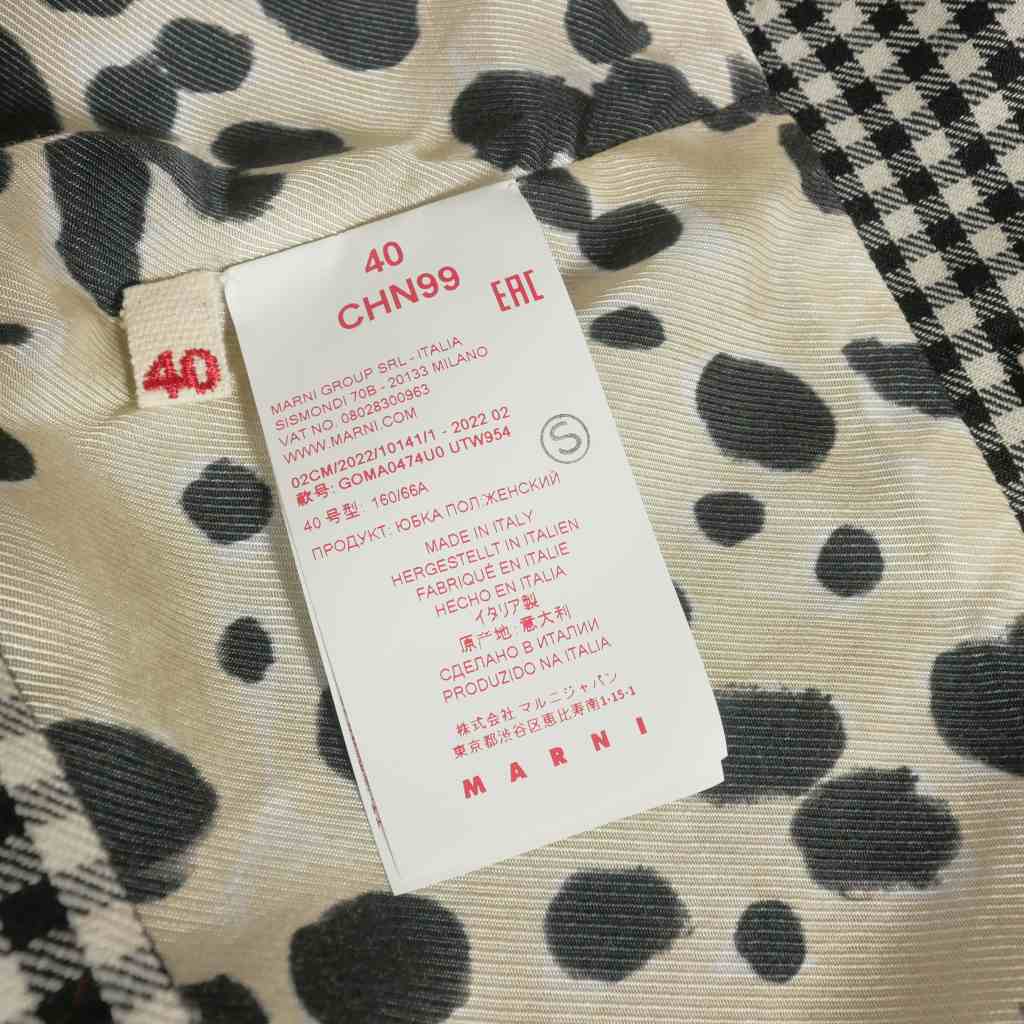 40
40
CHN99
EAC
MARNI GROUP SRL - ITALIA
SISMONDI 70B - 20133 MILANO
VAT NO. 08028300963
WWW.MARNI.COM
02CM/2022/10141/1 - 2022 02
款号: GOMA0474U0 UTW954
S
40 号型: 160/66A
ПРОДУКТ: ЮБКА ПОЛ:ЖЕНСКИЙ
MADE IN ITALY
HERGESTELLT IN ITALIEN
FABRIQUÉ EN ITALIE
HECHO EN ITALIA
イタリア製
原产地: 意大利
СДЕЛАНО В ИТАЛИИ
PRODUZIDO NA ITALIA
株式会社 マルニジャパン
東京都渋谷区恵比寿南1-15-1
MARNI